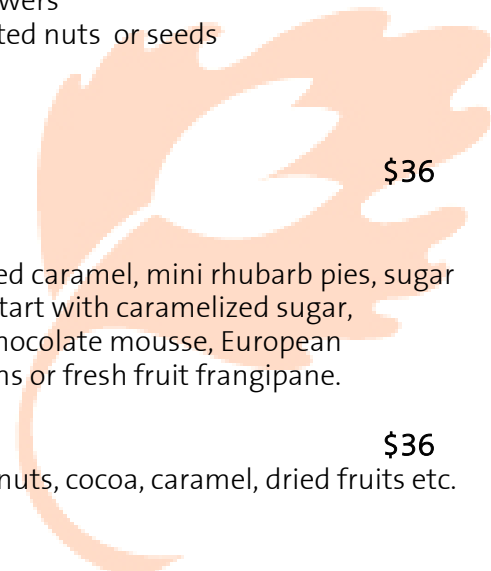 wers
ted nuts or seeds
$36
ed caramel, mini rhubarb pies, sugar
tart with caramelized sugar,
hocolate mousse, European
ns or fresh fruit frangipane.
$36
nuts, cocoa, caramel, dried fruits etc.